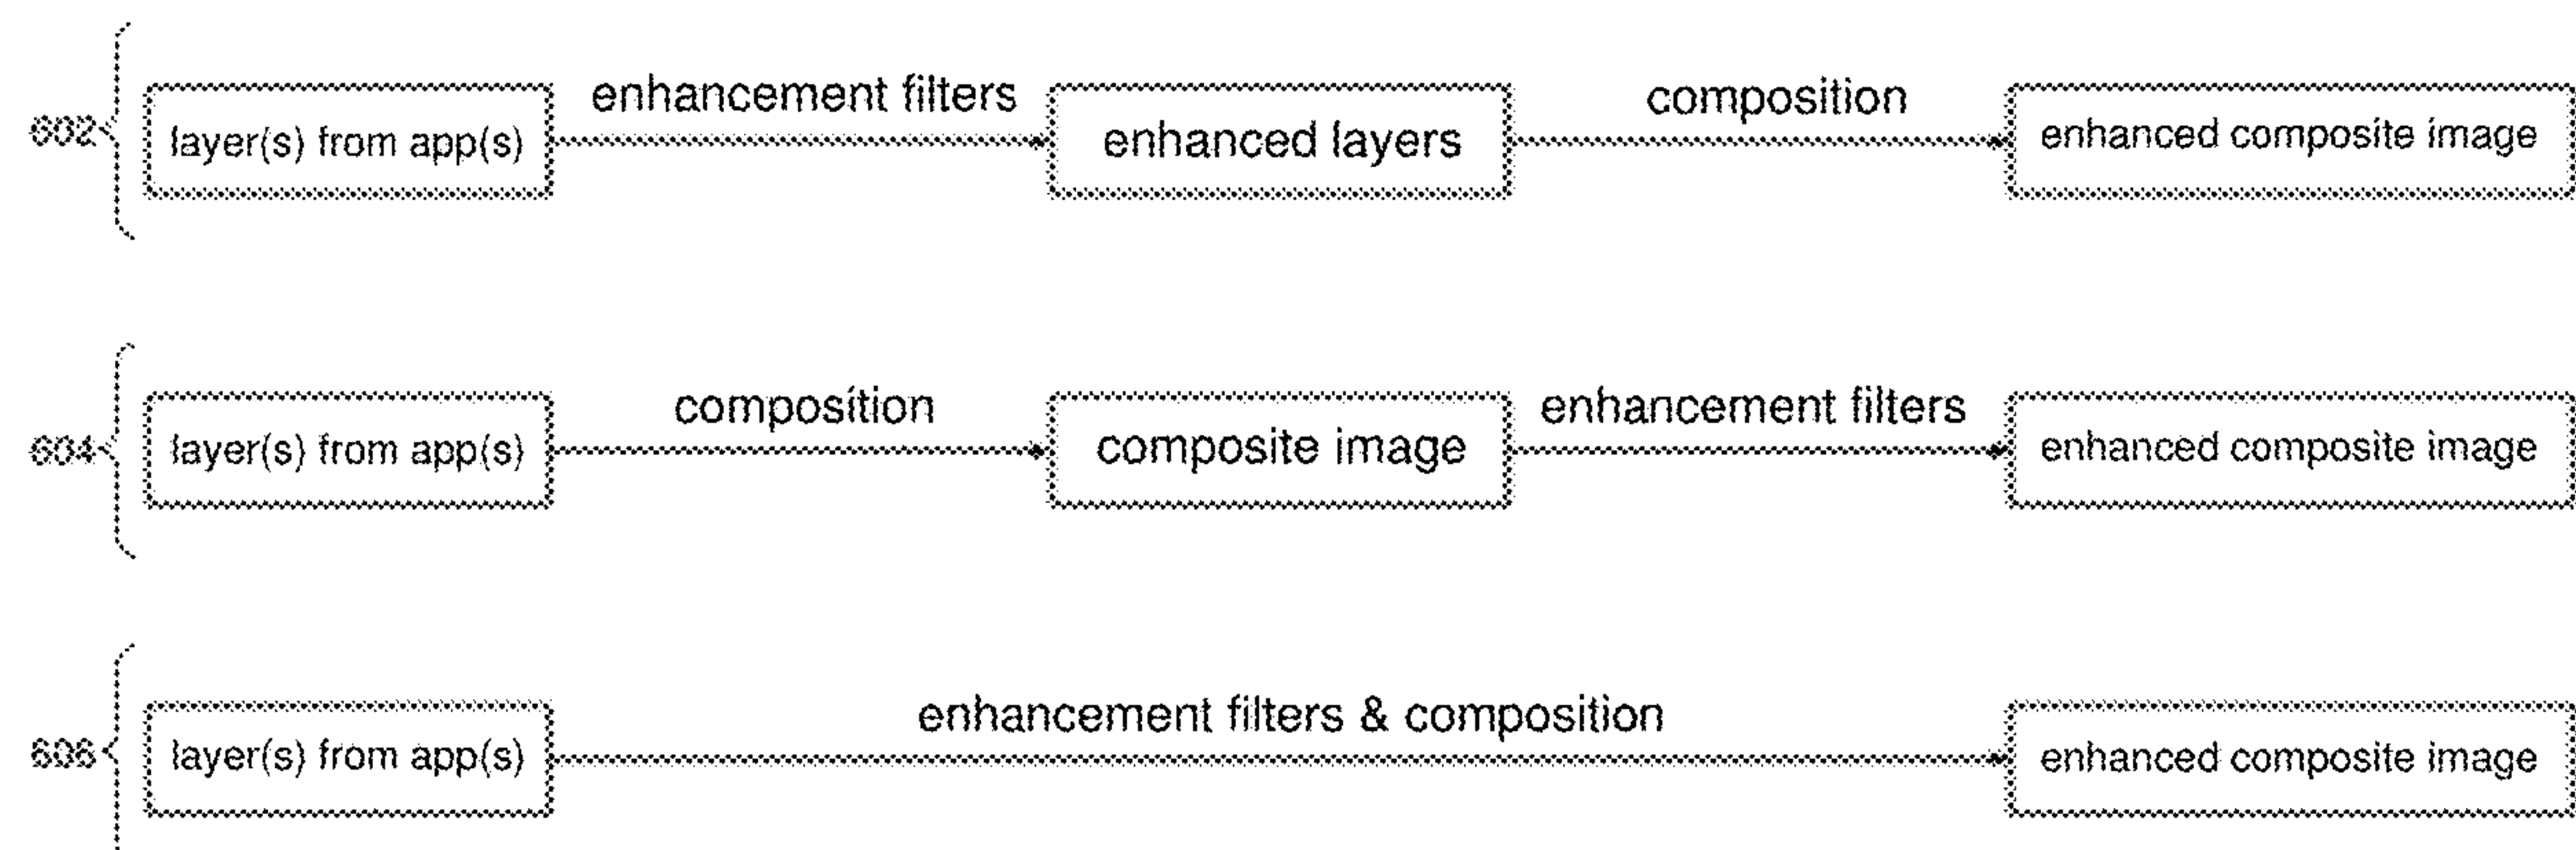 enhancement filters
composition
602
layer(s) from app(s)
enhanced layers
enhanced composite image
composition
enhancement filters
604
layer(s) from app(s)
composite image
enhanced composite image
enhancement filters & composition
606
layer(s) from app(s)
enhanced composite image